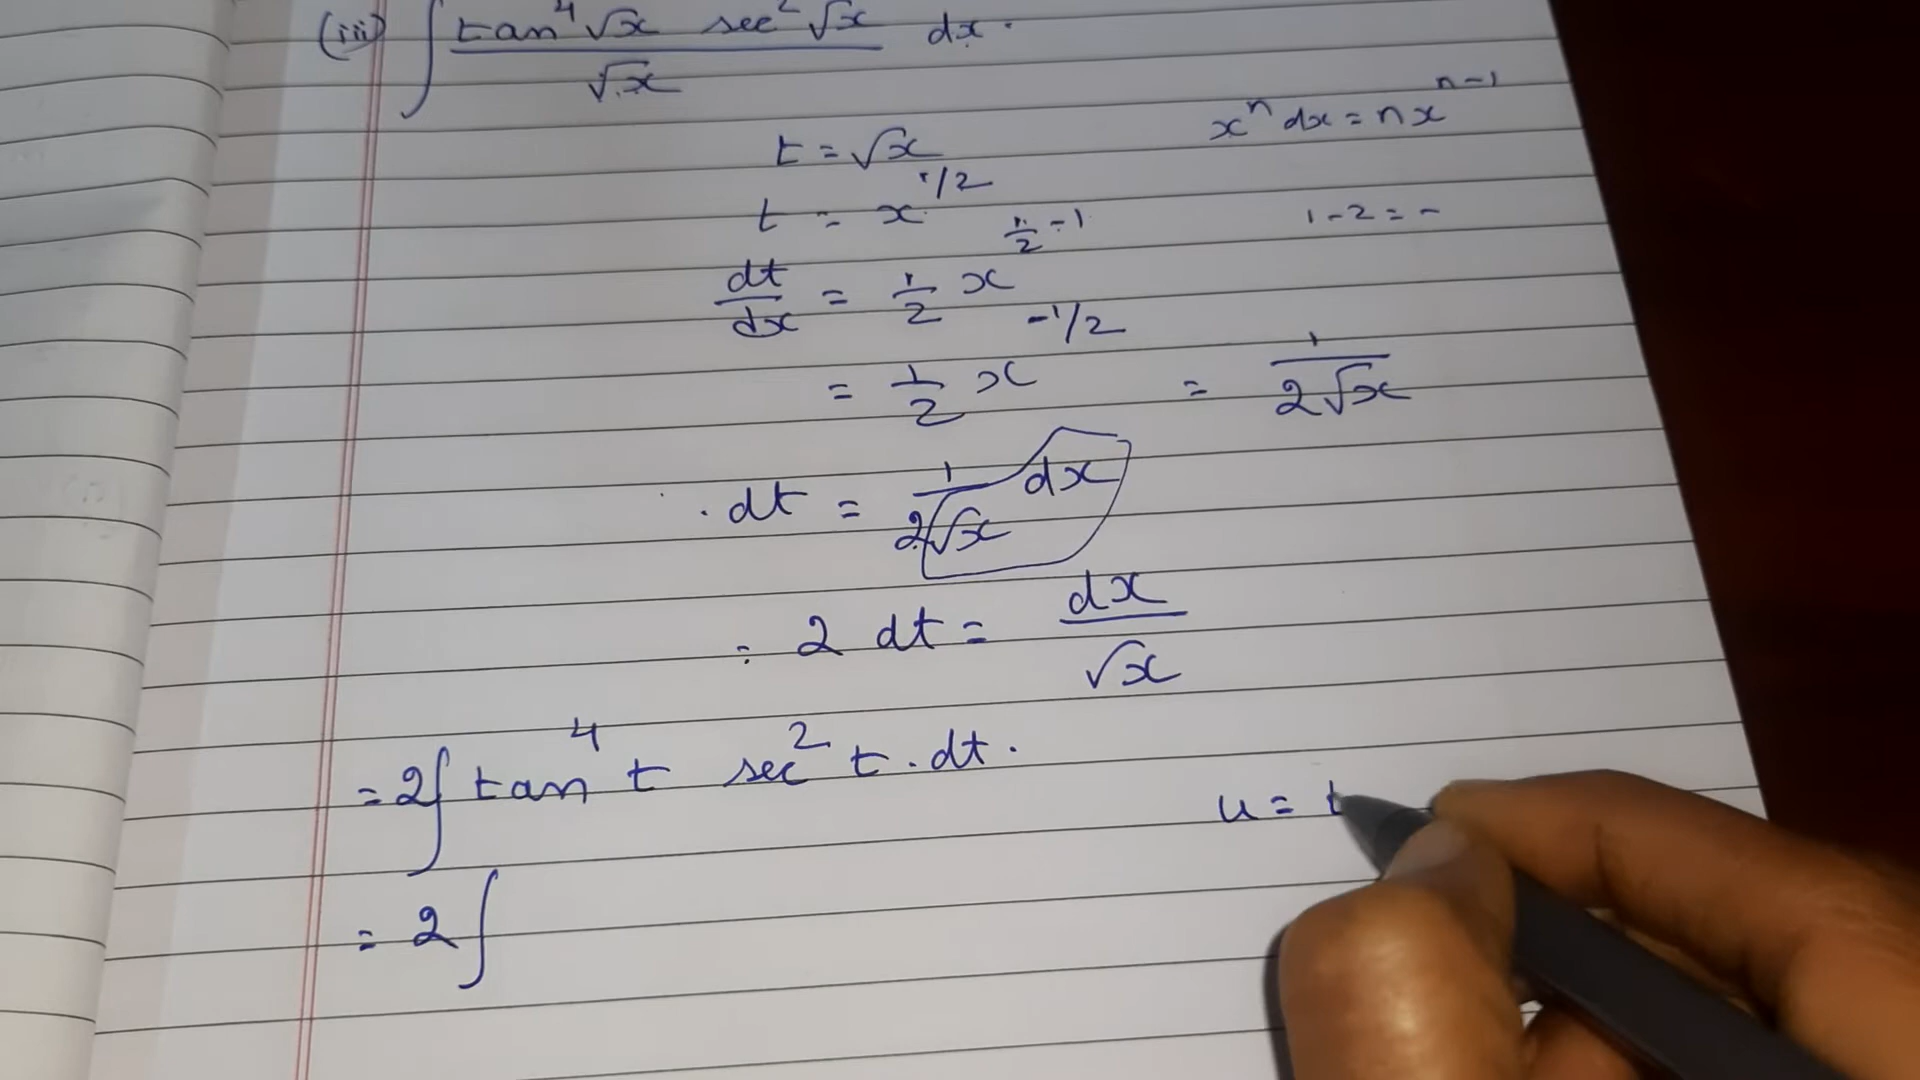 (iii) ∫ tan⁴√x sec²√x / √x dx.
xⁿ dx = nxⁿ⁻¹
t = √x
t = x^1/2
1-2 = -
dt/dx = 1/2 x^(1/2 - 1)
= 1/2 x^-1/2 = 1/(2√x)
dt = 1/(2√x) dx
2 dt = dx/√x
= 2∫ tan⁴ t sec² t . dt .
u = t
= 2 ∫